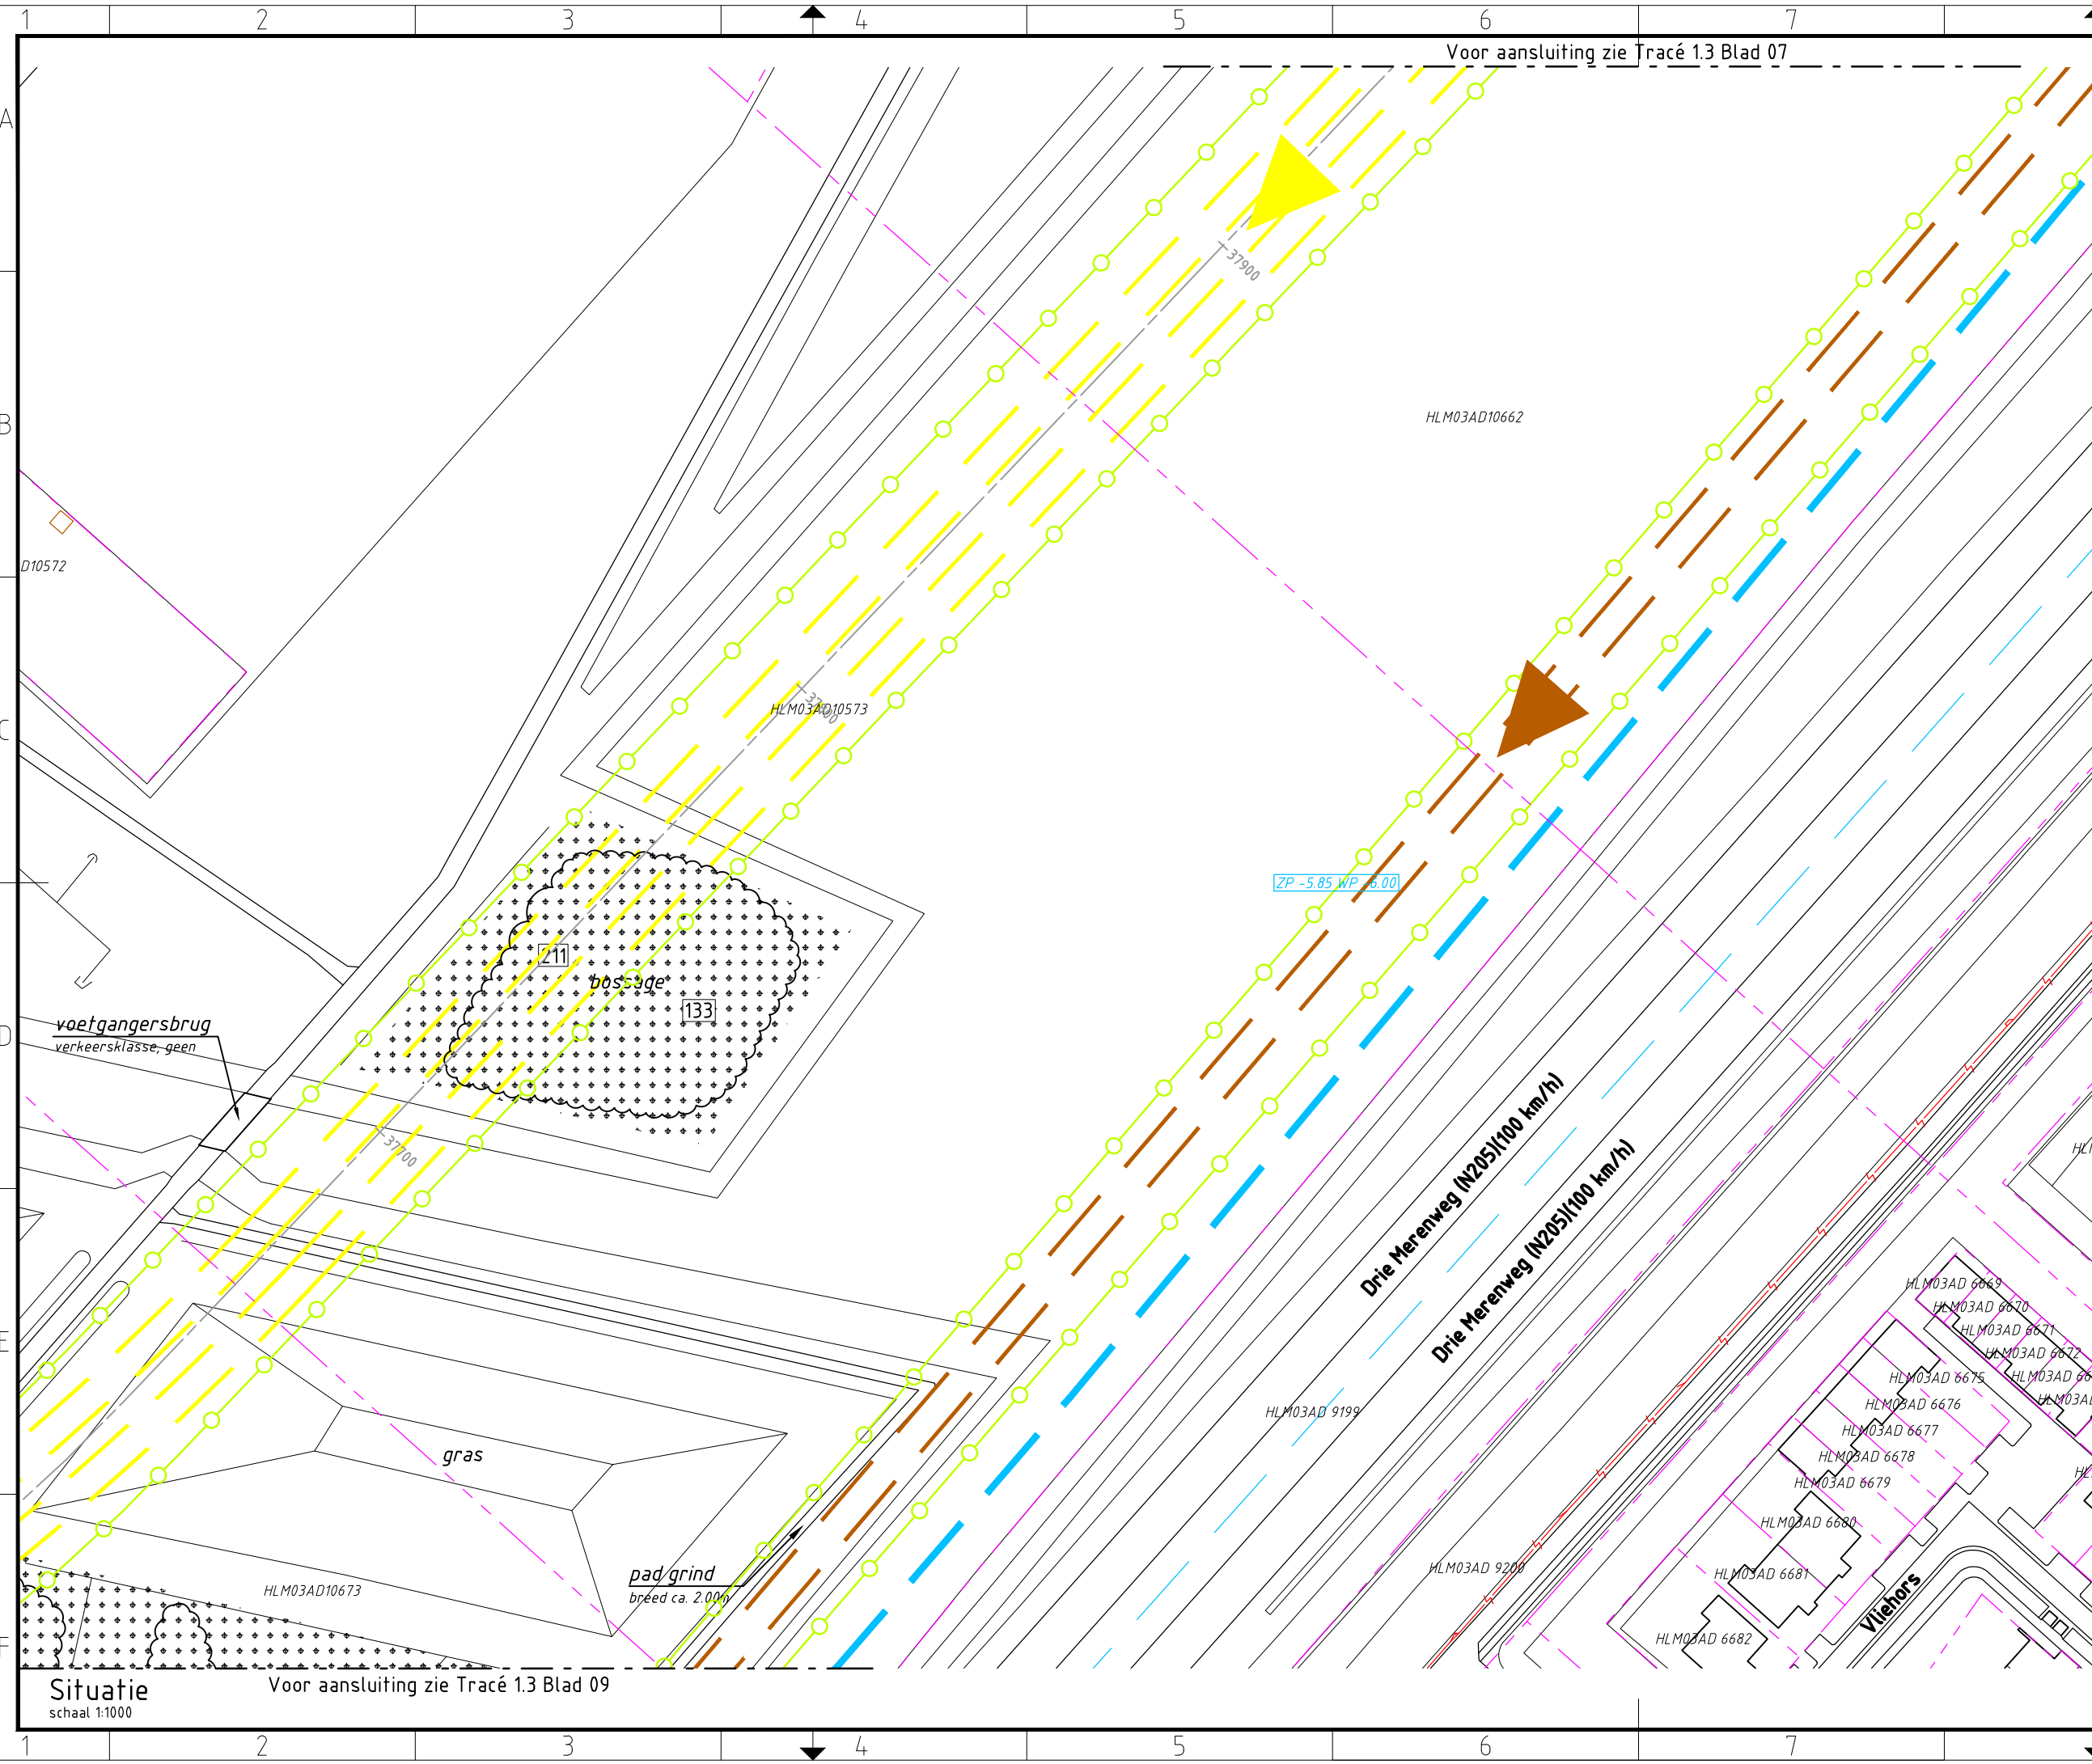 1 2 3 4 5 6 7
Voor aansluiting zie Tracé 1.3 Blad 07
A
37900
B
HLM03AD10662
D10572
C
HLM03AD10573
ZP -5.85 WP -6.00
211
bossage
133
D
voetgangersbrug
verkeersklasse, geen
37700
Drie Merenweg (N205)(100 km/h)
Drie Merenweg (N205)(100 km/h)
HLM03AD 6669
HLM03AD 6670
HLM03AD 6671
HLM03AD 6672
E
HLM03AD 6675
HLM03AD 6676
HLM03AD 9199
HLM03AD 6677
gras
HLM03AD 6678
HLM03AD 6679
HLM03AD 6680
HLM03AD 9200
pad grind
breed ca. 2.00m
HLM03AD 6681
HLM03AD10673
Vliehors
F
HLM03AD 6682
Voor aansluiting zie Tracé 1.3 Blad 09
Situatie
schaal 1:1000
1 2 3 4 5 6 7